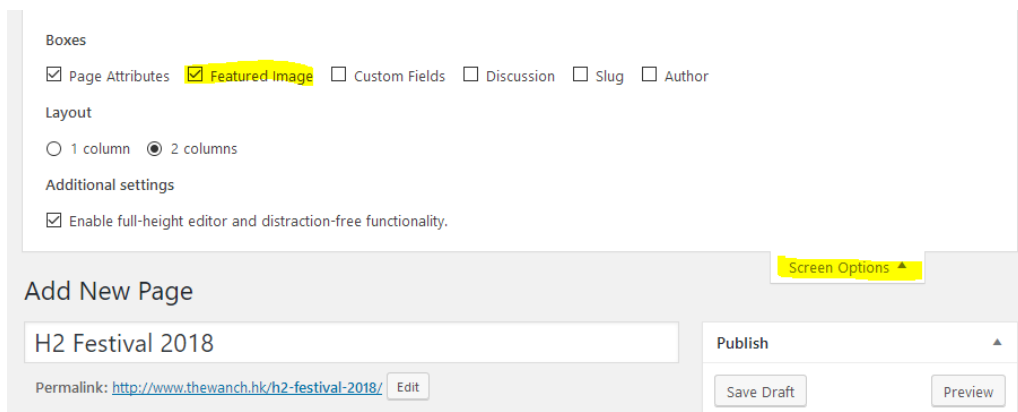 Boxes
Page Attributes Featured Image Custom Fields Discussion Slug Author
Layout
1 column 2 columns
Additional settings
Enable full-height editor and distraction-free functionality.
Screen Options
Add New Page
H2 Festival 2018
Publish
Permalink: http://www.thewanch.hk/h2-festival-2018/ Edit
Save Draft Preview